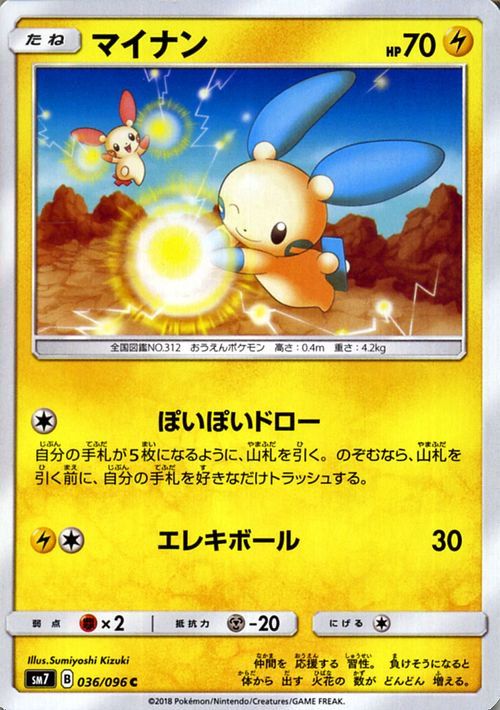 たね マイナン HP70
全国図鑑NO.312 おうえんポケモン 高さ：0.4m 重さ：4.2kg
ぽいぽいドロー
自分の手札が5枚になるように、山札を引く。のぞむなら、山札を
引く前に、自分の手札を好きなだけトラッシュする。
エレキボール 30
弱点 ×2 抵抗力 -20 にげる
Illus.Sumiyoshi Kizuki
SM7 B 036/096 C
仲間を 応援する 習性。 負けそうになると
体から 出す 火花の 数が どんどん 増える。
©2018 Pokémon/Nintendo/Creatures/GAME FREAK.